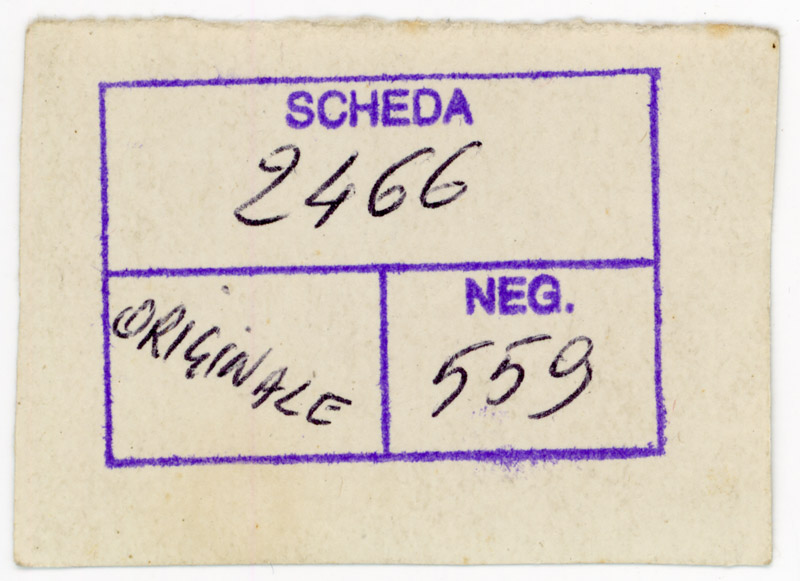 SCHEDA
2466
ORIGINALE
NEG.
559